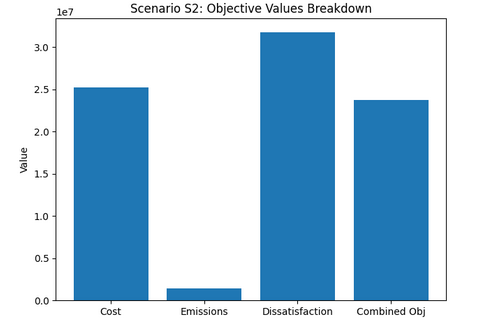 Scenario S2: Objective Values Breakdown
1e7
3.0
2.5
2.0
1.5
1.0
0.5
0.0
Value
Cost Emissions Dissatisfaction Combined Obj